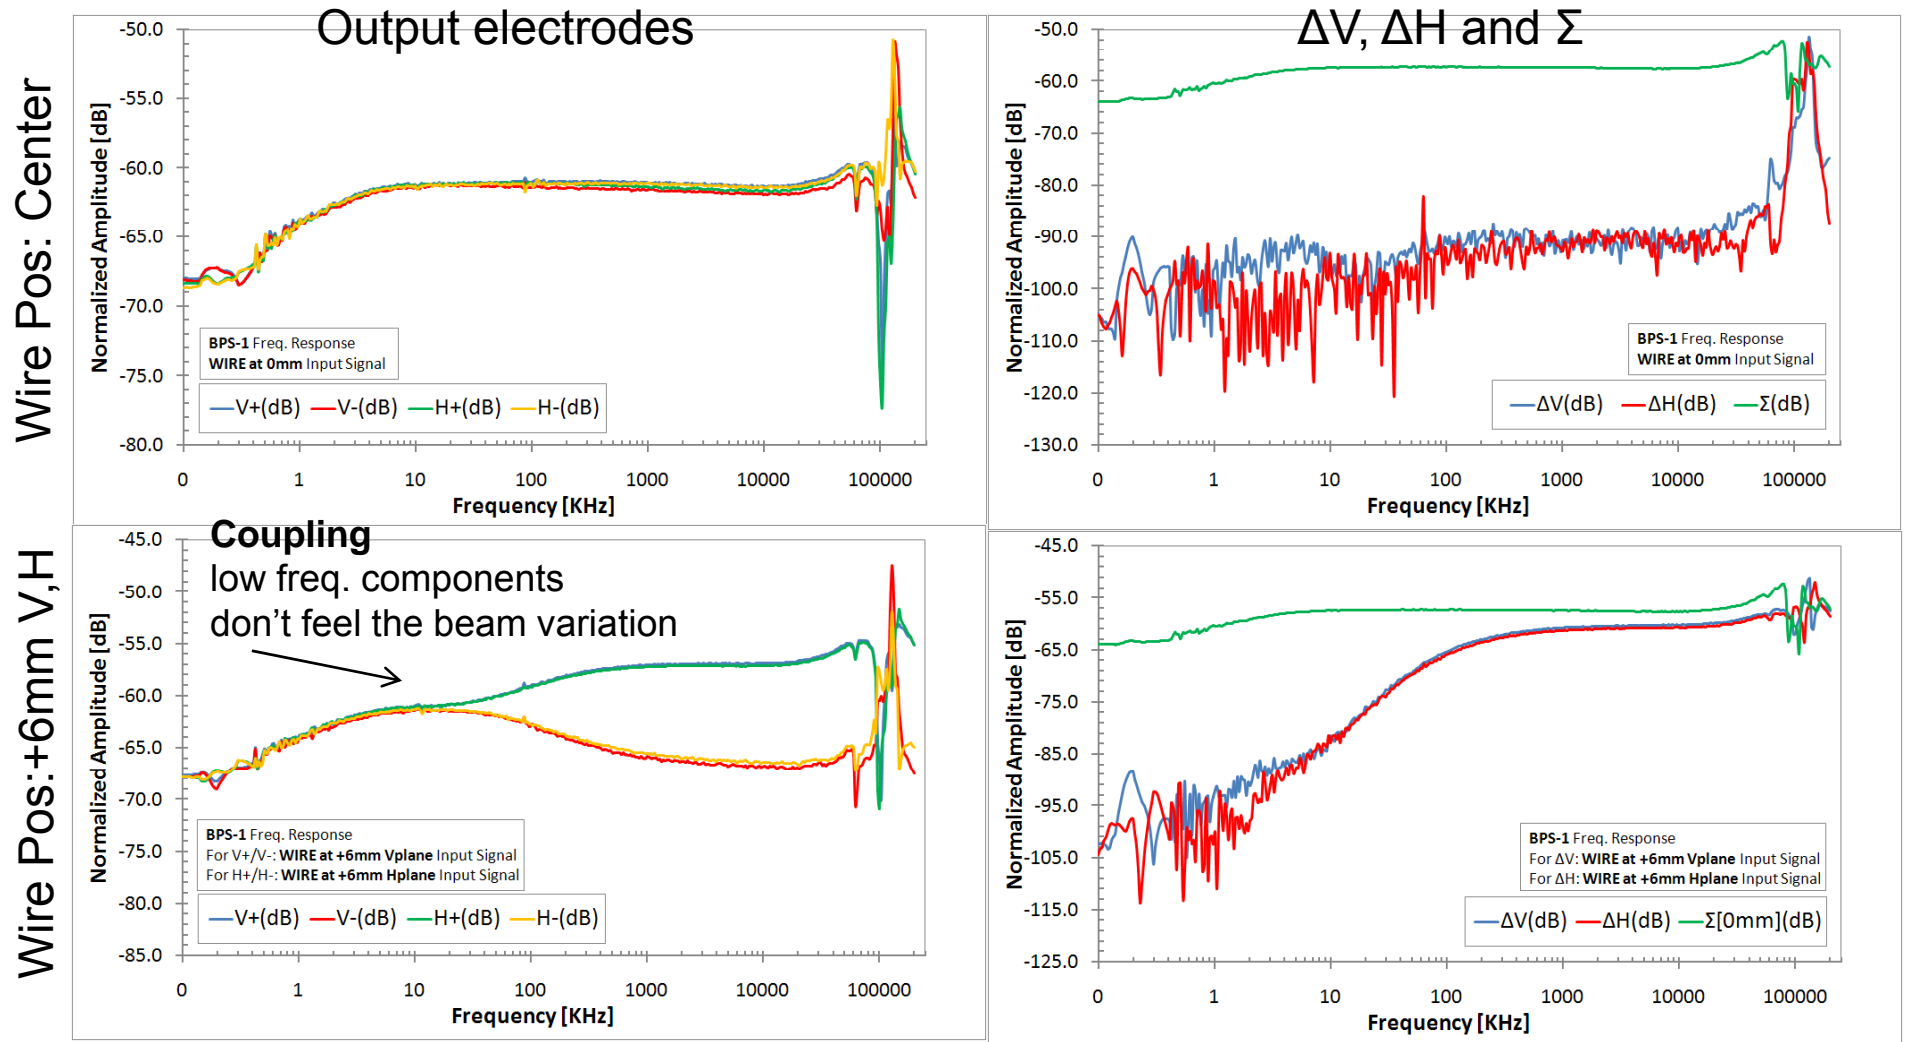 Output electrodes
ΔV, ΔH and Σ
Wire Pos: Center
Wire Pos:+6mm V,H
-50.0
-55.0
-60.0
-65.0
-70.0
-75.0
-80.0
Normalized Amplitude [dB]
BPS-1 Freq. Response
WIRE at 0mm Input Signal
V+(dB) V-(dB) H+(dB) H-(dB)
0 1 10 100 1000 10000 100000
Frequency [KHz]
-50.0
-60.0
-70.0
-80.0
-90.0
-100.0
-110.0
-120.0
-130.0
Normalized Amplitude [dB]
BPS-1 Freq. Response
WIRE at 0mm Input Signal
ΔV(dB) ΔH(dB) Σ(dB)
0 1 10 100 1000 10000 100000
Frequency [KHz]
Coupling
low freq. components
don't feel the beam variation
-45.0
-50.0
-55.0
-60.0
-65.0
-70.0
-75.0
-80.0
-85.0
Normalized Amplitude [dB]
BPS-1 Freq. Response
For V+/V-: WIRE at +6mm Vplane Input Signal
For H+/H-: WIRE at +6mm Hplane Input Signal
V+(dB) V-(dB) H+(dB) H-(dB)
0 1 10 100 1000 10000 100000
Frequency [KHz]
-45.0
-55.0
-65.0
-75.0
-85.0
-95.0
-105.0
-115.0
-125.0
Normalized Amplitude [dB]
BPS-1 Freq. Response
For ΔV: WIRE at +6mm Vplane Input Signal
For ΔH: WIRE at +6mm Hplane Input Signal
ΔV(dB) ΔH(dB) Σ[0mm](dB)
0 1 10 100 1000 10000 100000
Frequency [KHz]